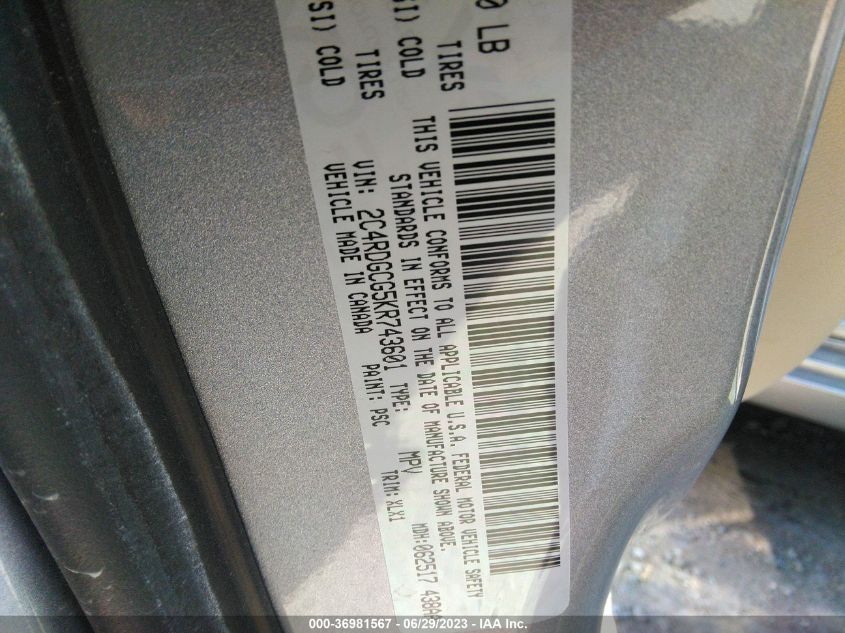 0 LB
TIRES
SI) COLD
TIRES
SI) COLD
THIS VEHICLE CONFORMS TO ALL APPLICABLE U.S.A. FEDERAL MOTOR VEHICLE SAFETY
STANDARDS IN EFFECT ON THE DATE OF MANUFACTURE SHOWN ABOVE.
VIN: 2C4RDGCG5KR743601 TYPE: MPV MDH:062517 438A
VEHICLE MADE IN CANADA PAINT: PSC TRIM:XLX1
000-36981567 - 06/29/2023 - IAA Inc.